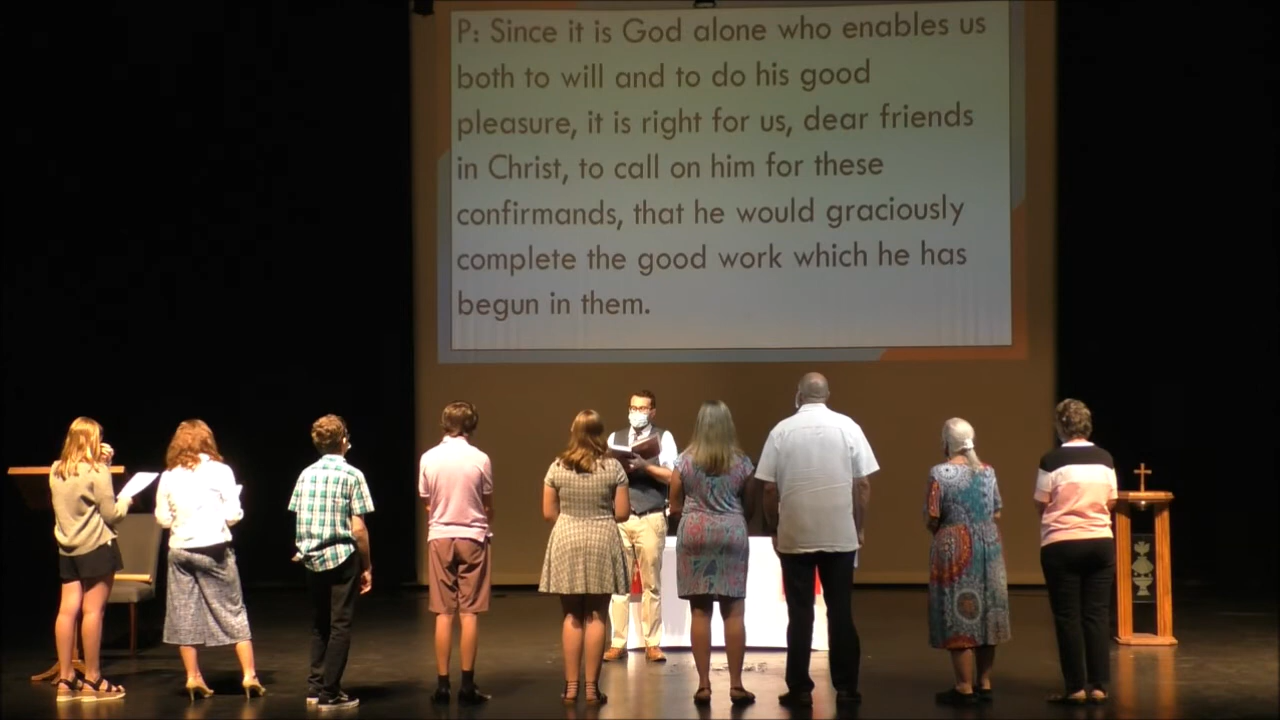 P: Since it is God alone who enables us
both to will and to do his good
pleasure, it is right for us, dear friends
in Christ, to call on him for these
confirmands, that he would graciously
complete the good work which he has
begun in them.